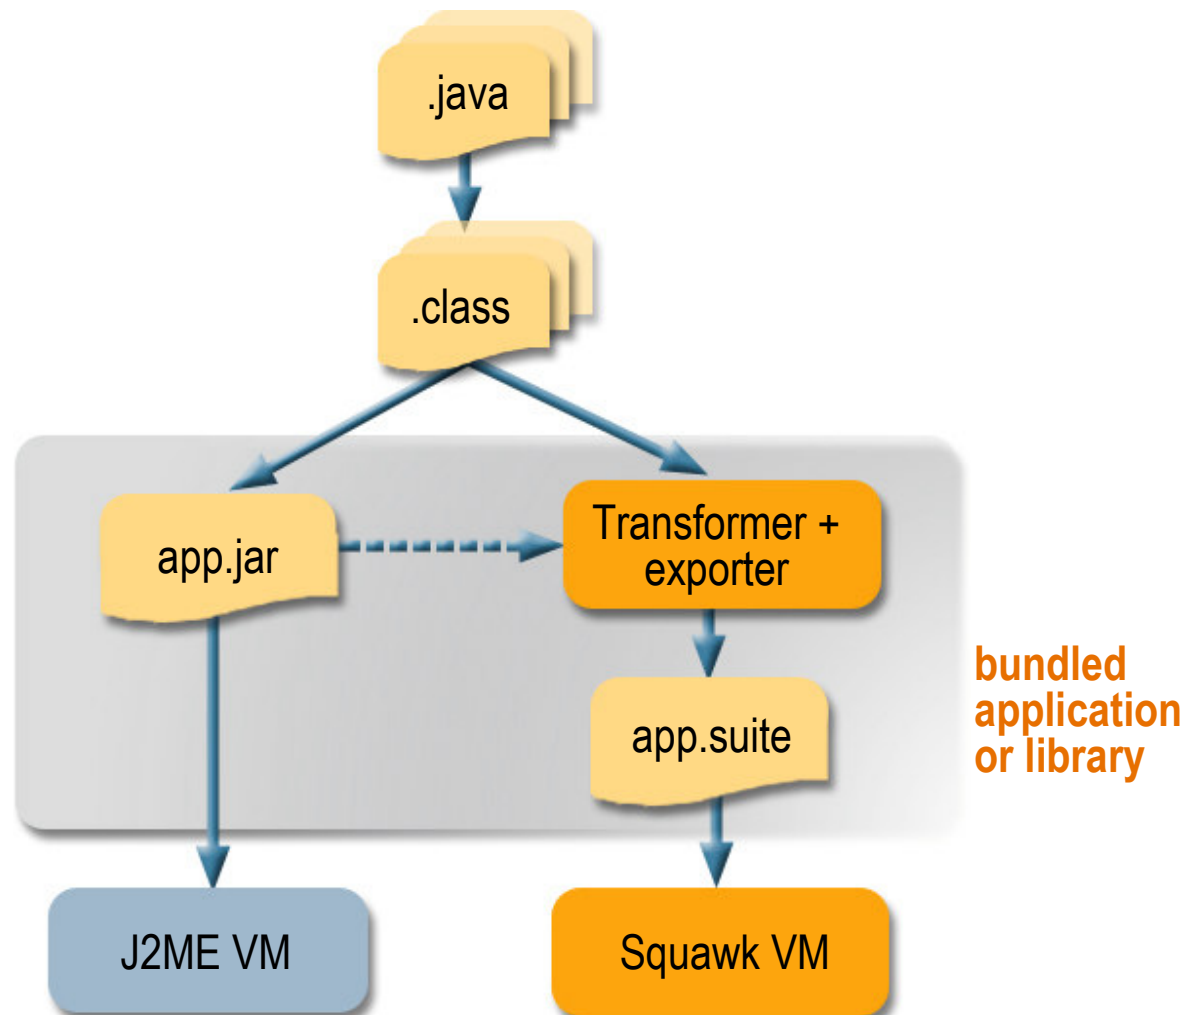 .java
.class
app.jar
Transformer +
exporter
app.suite
bundled
application
or library
J2ME VM
Squawk VM